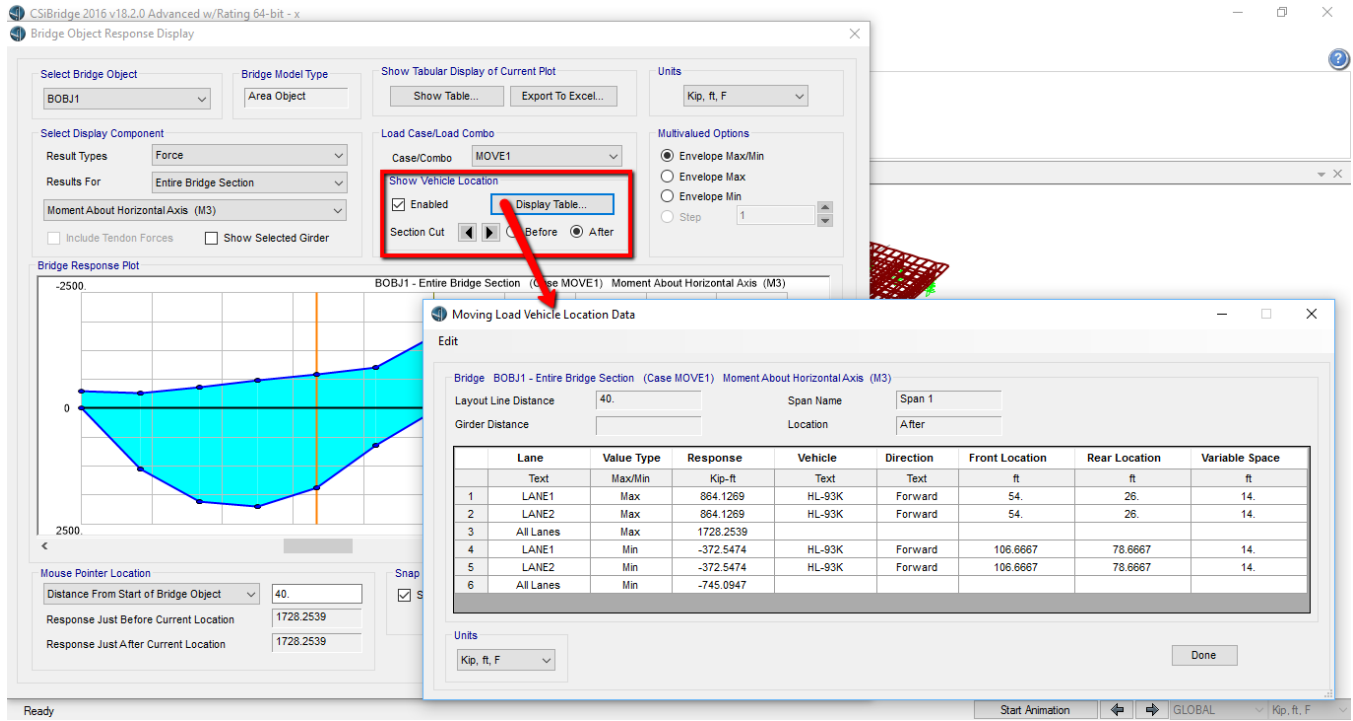 CSiBridge 2016 v18.2.0 Advanced w/Rating 64-bit - x
Bridge Object Response Display
Select Bridge Object
BOBJ1
Bridge Model Type
Area Object
Show Tabular Display of Current Plot
Show Table...
Export To Excel...
Units
Kip, ft, F
Select Display Component
Result Types
Force
Results For
Entire Bridge Section
Moment About Horizontal Axis (M3)
Include Tendon Forces
Show Selected Girder
Load Case/Load Combo
Case/Combo
MOVE1
Show Vehicle Location
Enabled
Display Table...
Section Cut
Before
After
Multivalued Options
Envelope Max/Min
Envelope Max
Envelope Min
Step
1
Bridge Response Plot
-2500.
BOBJ1 - Entire Bridge Section (Case MOVE1) Moment About Horizontal Axis (M3)
0
2500.
Mouse Pointer Location
Distance From Start of Bridge Object
40.
Response Just Before Current Location
1728.2539
Response Just After Current Location
1728.2539
Snap
S
Moving Load Vehicle Location Data
Edit
Bridge BOBJ1 - Entire Bridge Section (Case MOVE1) Moment About Horizontal Axis (M3)
Layout Line Distance 40. Span Name Span 1
Girder Distance Location After
Lane Value Type Response Vehicle Direction Front Location Rear Location Variable Space
Text Max/Min Kip-ft Text Text ft ft ft
1 LANE1 Max 864.1269 HL-93K Forward 54. 26. 14.
2 LANE2 Max 864.1269 HL-93K Forward 54. 26. 14.
3 All Lanes Max 1728.2539
4 LANE1 Min -372.5474 HL-93K Forward 106.6667 78.6667 14.
5 LANE2 Min -372.5474 HL-93K Forward 106.6667 78.6667 14.
6 All Lanes Min -745.0947
Units
Kip, ft, F
Done
Ready
Start Animation
GLOBAL
Kip, ft, F